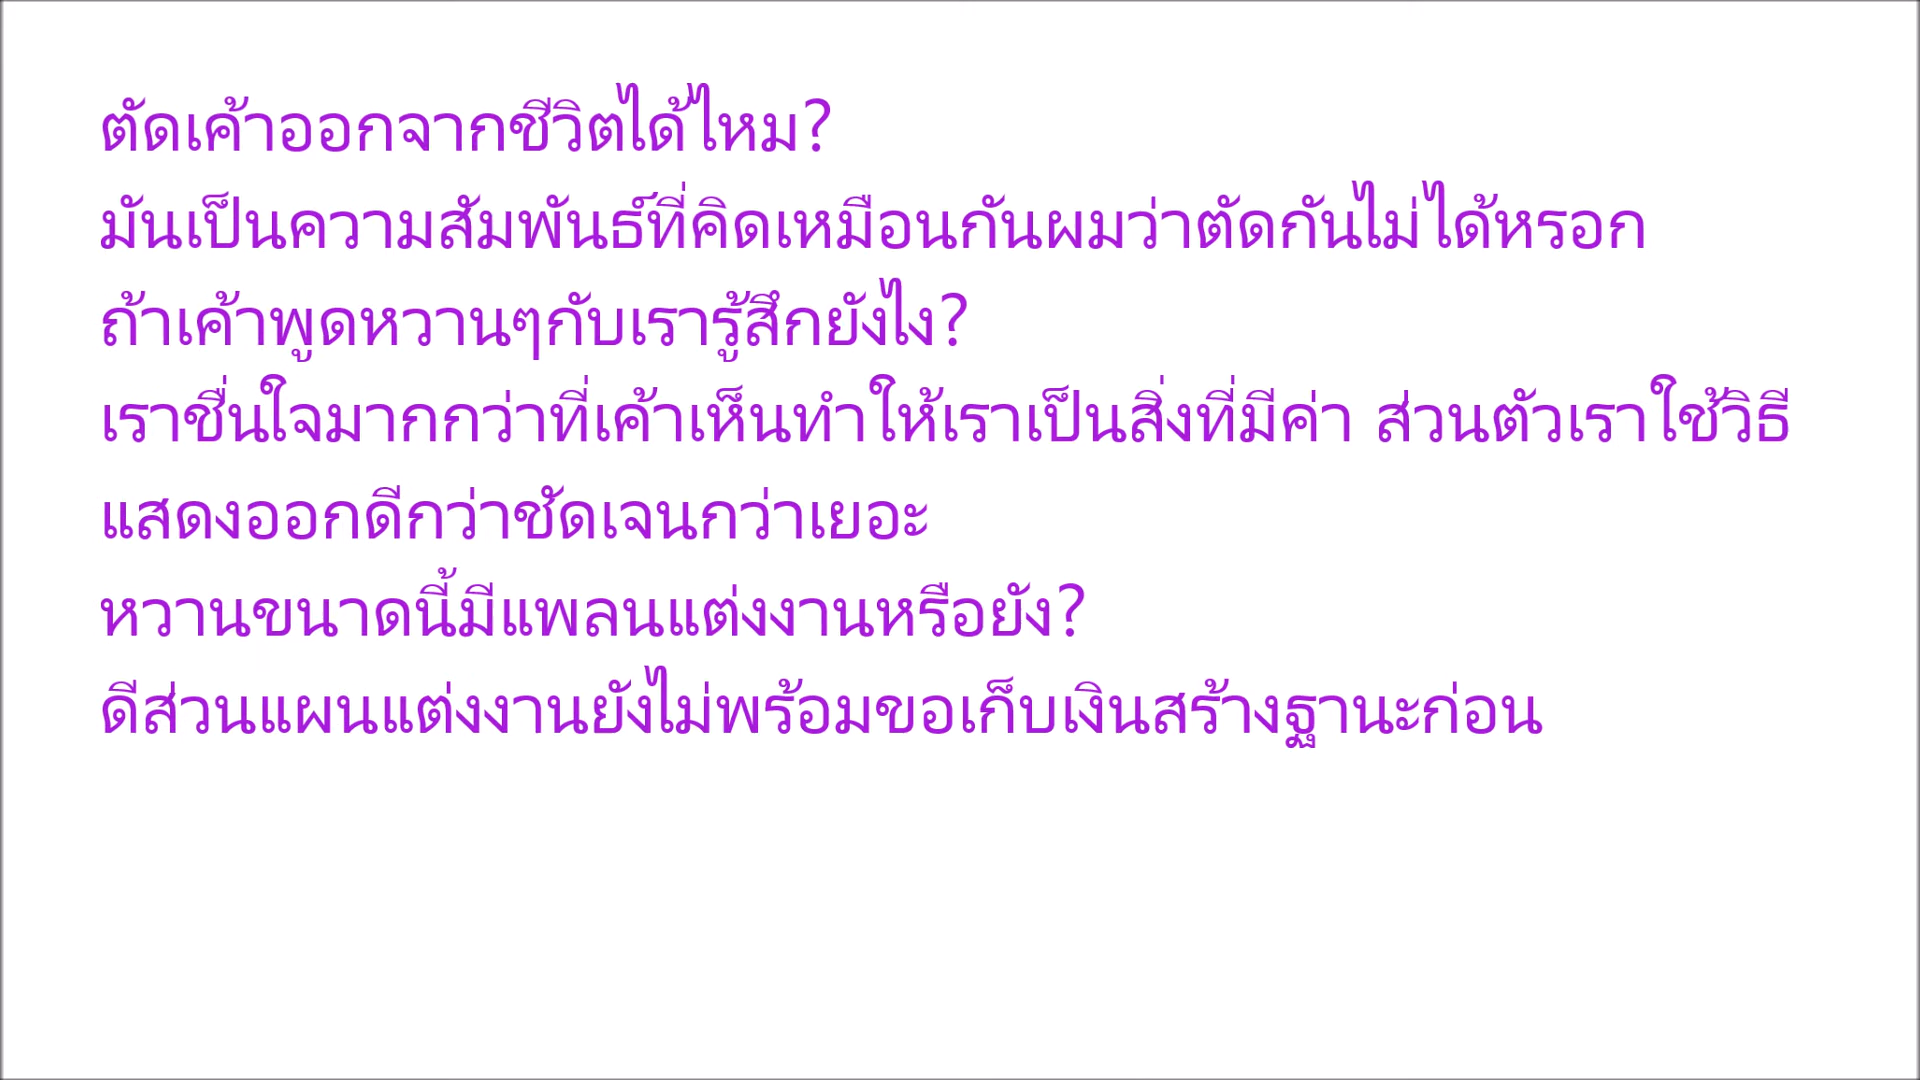 ตัดเค้าออกจากชีวิตได้ไหม?
มันเป็นความสัมพันธ์ที่คิดเหมือนกันผมว่าตัดกันไม่ได้หรอก
ถ้าเค้าพูดหวานๆกับเรารู้สึกยังไง?
เราชื่นใจมากกว่าที่เค้าเห็นทำให้เราเป็นสิ่งที่มีค่า ส่วนตัวเราใช้วิธี
แสดงออกดีกว่าชัดเจนกว่าเยอะ
หวานขนาดนี้มีแพลนแต่งงานหรือยัง?
ดีส่วนแผนแต่งงานยังไม่พร้อมขอเก็บเงินสร้างฐานะก่อน